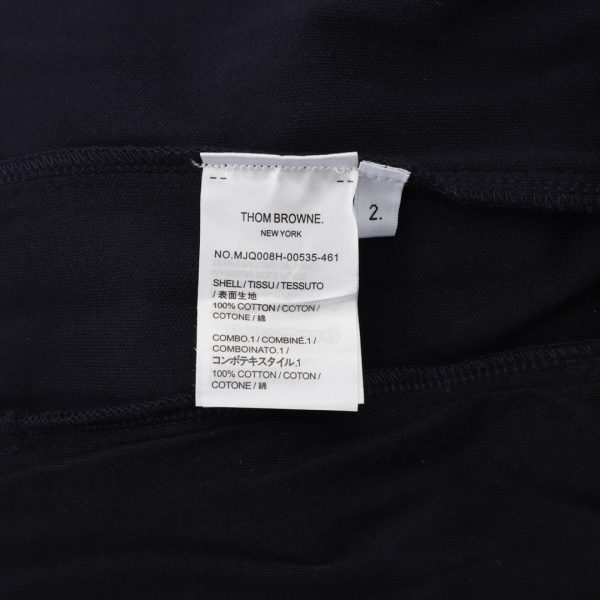 THOM BROWNE.
NEW YORK
NO.MJQ008H-00535-461
SHELL / TISSU / TESSUTO
/ 表面生地
100% COTTON / COTON /
COTONE / 綿
COMBO.1 / COMBINÉ.1 /
COMBOINATO.1 /
コンポテキスタイル.1
100% COTTON / COTON /
COTONE / 綿
2.